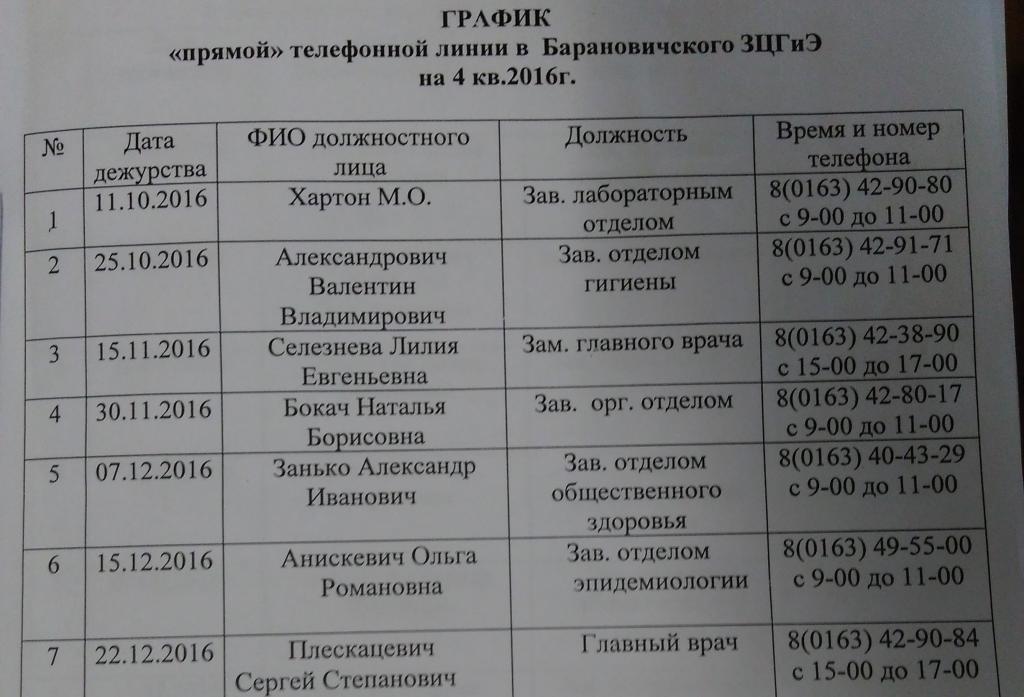 ГРАФИК
«прямой» телефонной линии в Барановичского ЗЦГиЭ
на 4 кв.2016г.
№ Дата дежурства ФИО должностного лица Должность Время и номер телефона
1 11.10.2016 Хартон М.О. Зав. лабораторным отделом 8(0163) 42-90-80 с 9-00 до 11-00
2 25.10.2016 Александрович Валентин Владимирович Зав. отделом гигиены 8(0163) 42-91-71 с 9-00 до 11-00
3 15.11.2016 Селезнева Лилия Евгеньевна Зам. главного врача 8(0163) 42-38-90 с 15-00 до 17-00
4 30.11.2016 Бокач Наталья Борисовна Зав. орг. отделом 8(0163) 42-80-17 с 9-00 до 11-00
5 07.12.2016 Занько Александр Иванович Зав. отделом общественного здоровья 8(0163) 40-43-29 с 9-00 до 11-00
6 15.12.2016 Анискевич Ольга Романовна Зав. отделом эпидемиологии 8(0163) 49-55-00 с 9-00 до 11-00
7 22.12.2016 Плескацевич Сергей Степанович Главный врач 8(0163) 42-90-84 с 15-00 до 17-00